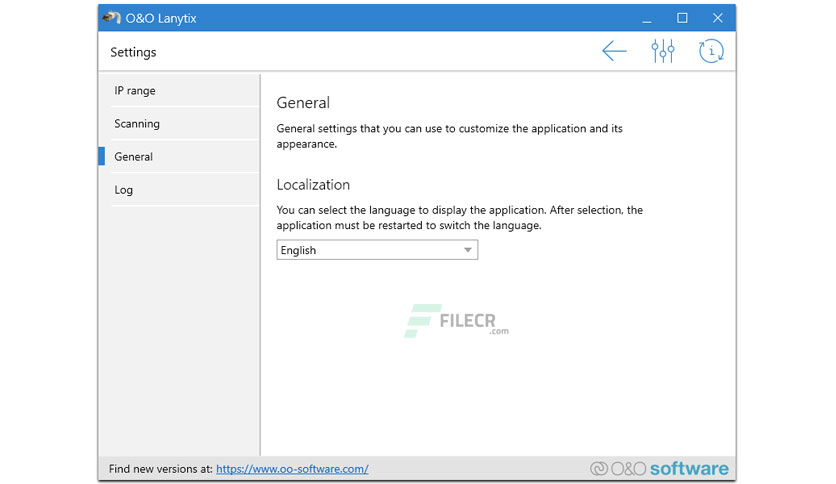 O&O Lanytix
Settings
IP range
Scanning
General
Log
General
General settings that you can use to customize the application and its
appearance.
Localization
You can select the language to display the application. After selection, the
application must be restarted to switch the language.
English
FILECR
.com
Find new versions at: https://www.oo-software.com/
O&O software